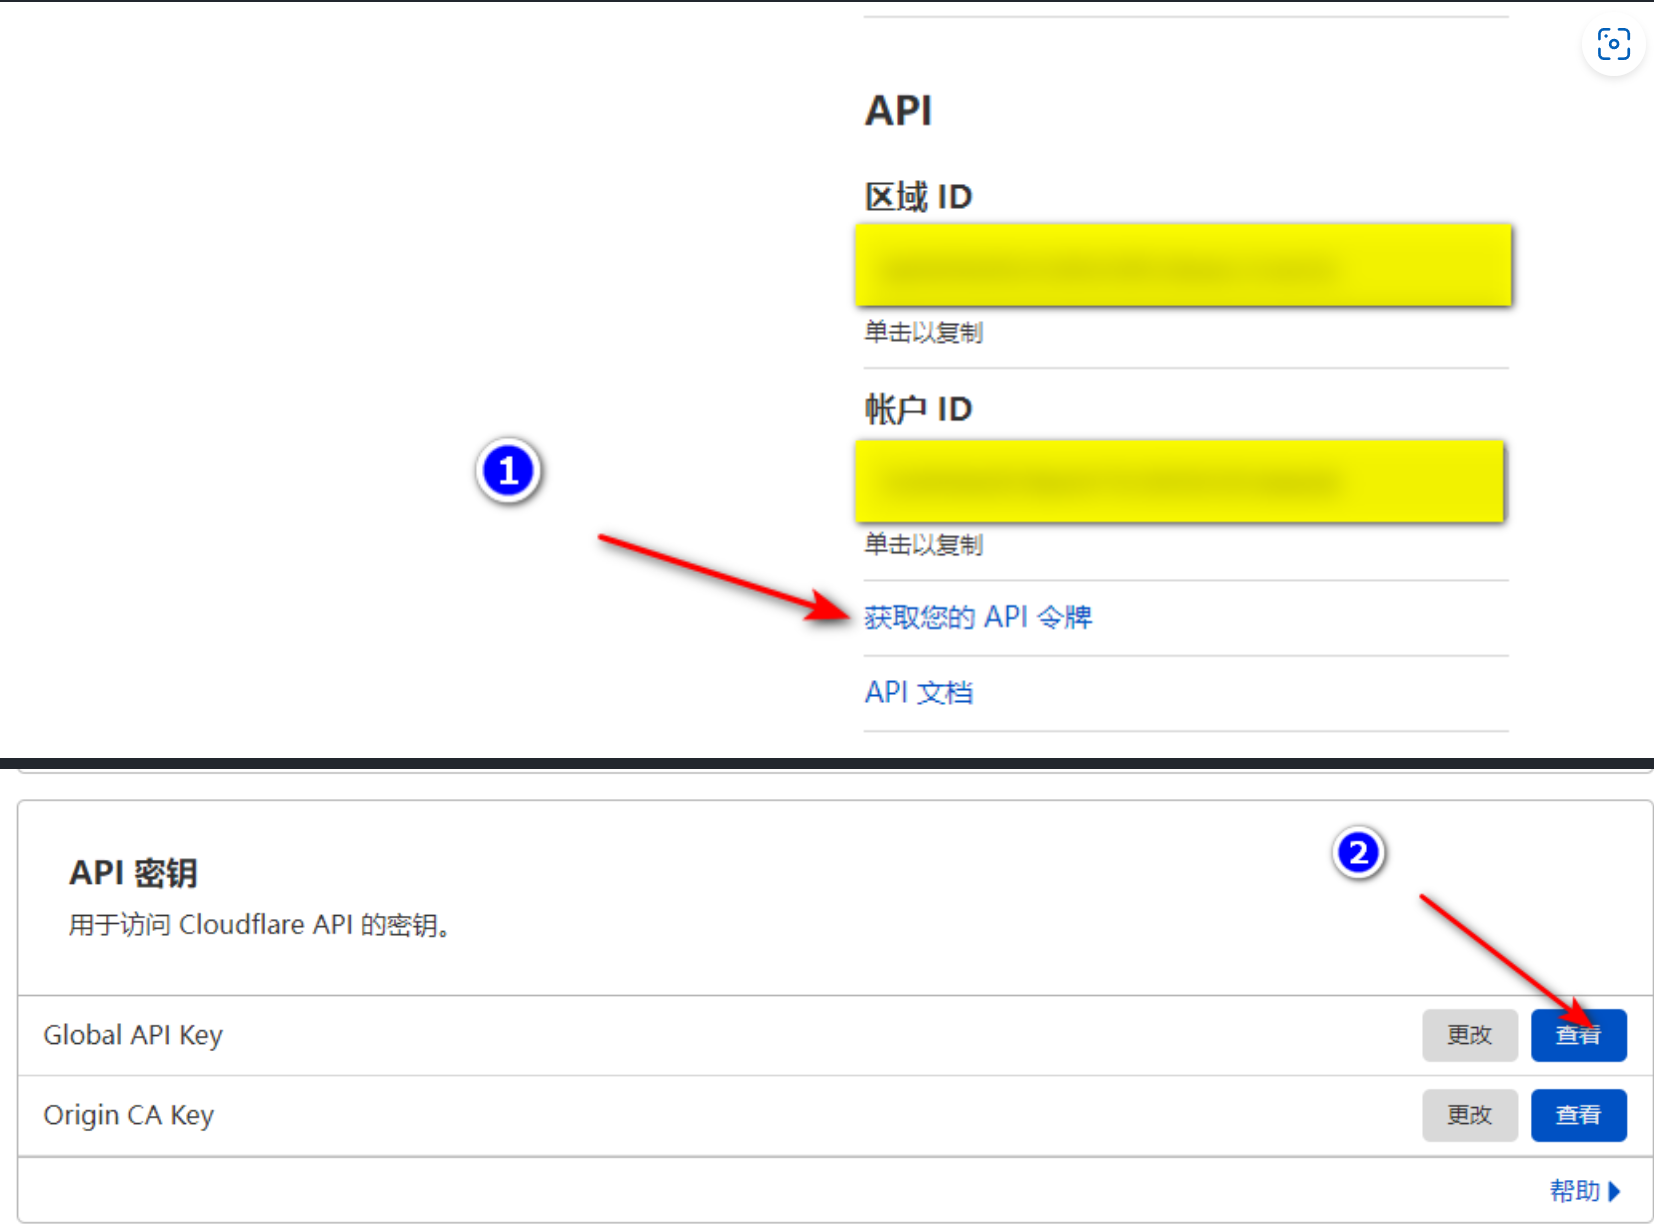 API
区域 ID
单击以复制
帐户 ID
1
单击以复制
获取您的 API 令牌
API 文档
API 密钥
2
用于访问 Cloudflare API 的密钥。
Global API Key
更改
查看
Origin CA Key
更改
查看
帮助